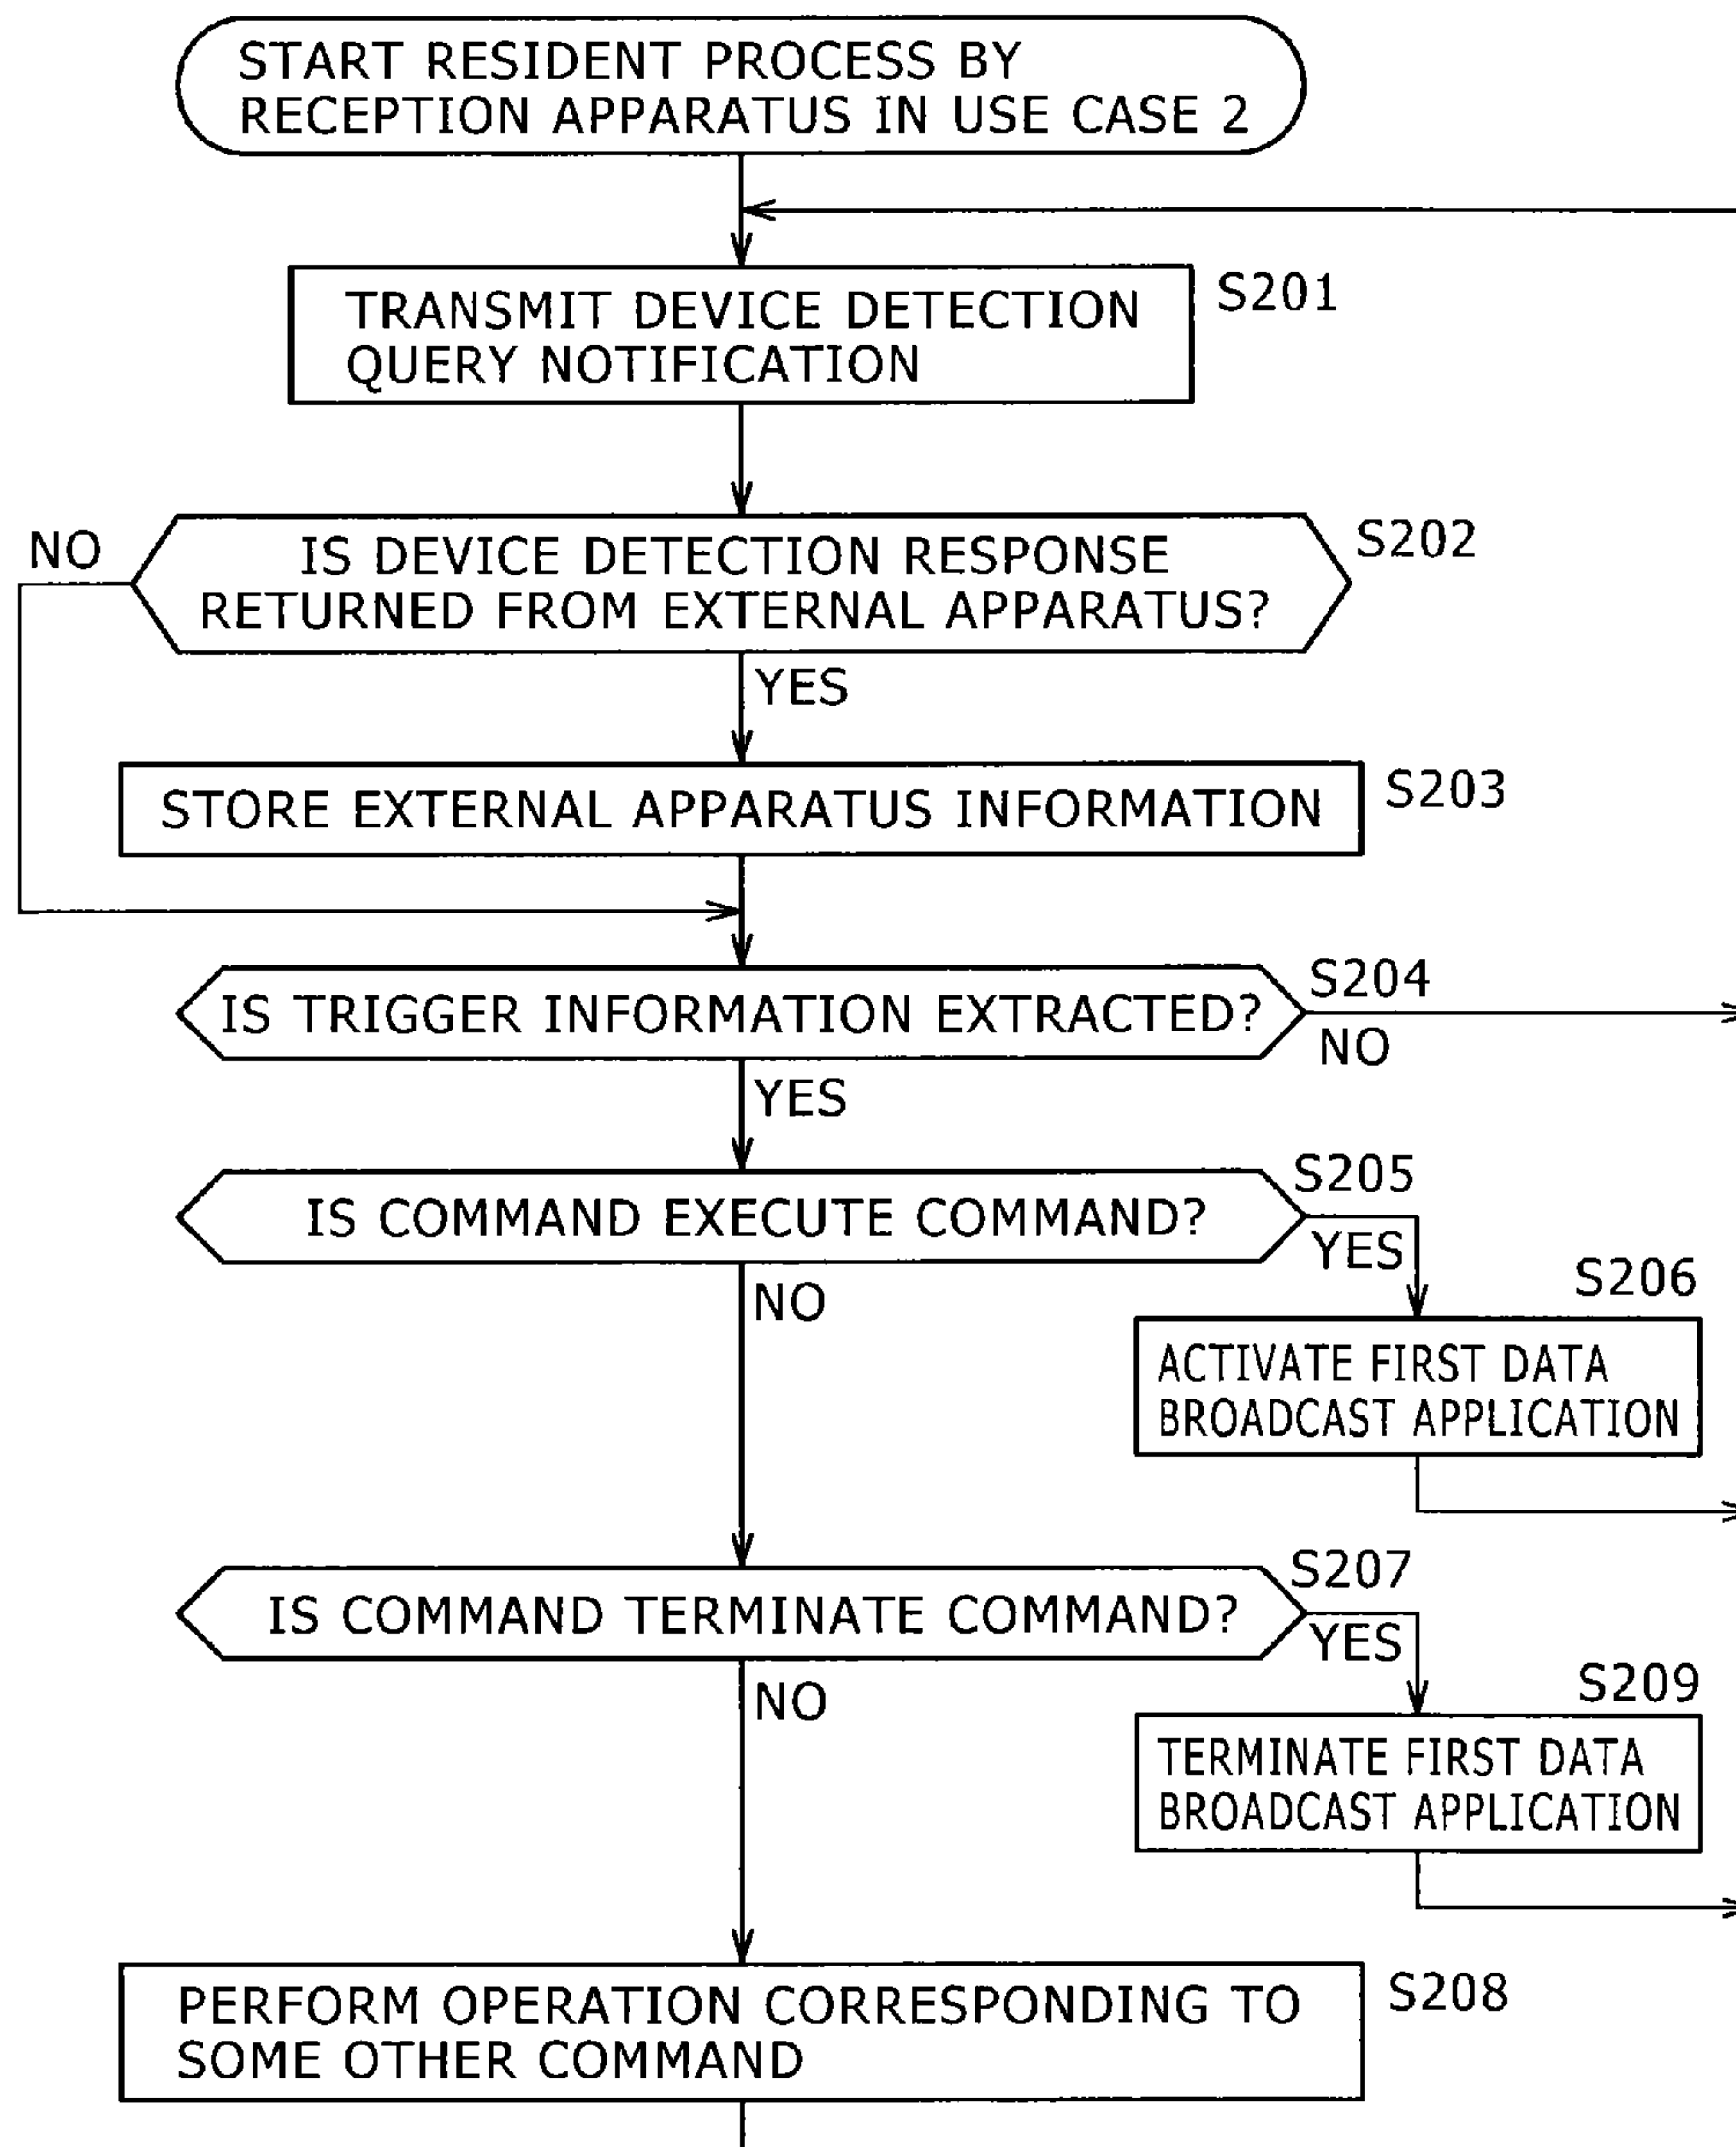 START RESIDENT PROCESS BY
RECEPTION APPARATUS IN USE CASE 2
TRANSMIT DEVICE DETECTION
QUERY NOTIFICATION
S201
NO
IS DEVICE DETECTION RESPONSE
RETURNED FROM EXTERNAL APPARATUS?
S202
YES
STORE EXTERNAL APPARATUS INFORMATION
S203
IS TRIGGER INFORMATION EXTRACTED?
S204
NO
YES
IS COMMAND EXECUTE COMMAND?
S205
YES
NO
S206
ACTIVATE FIRST DATA
BROADCAST APPLICATION
IS COMMAND TERMINATE COMMAND?
S207
YES
NO
S209
TERMINATE FIRST DATA
BROADCAST APPLICATION
PERFORM OPERATION CORRESPONDING TO
SOME OTHER COMMAND
S208